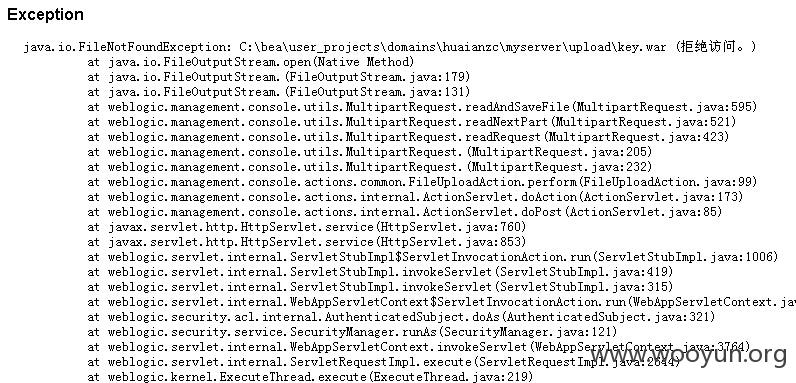 Exception
java.io.FileNotFoundException: C:\bea\user_projects\domains\huaianzc\myserver\upload\key.war (拒绝访问。)
at java.io.FileOutputStream.open(Native Method)
at java.io.FileOutputStream.(FileOutputStream.java:179)
at java.io.FileOutputStream.(FileOutputStream.java:131)
at weblogic.management.console.utils.MultipartRequest.readAndSaveFile(MultipartRequest.java:595)
at weblogic.management.console.utils.MultipartRequest.readNextPart(MultipartRequest.java:521)
at weblogic.management.console.utils.MultipartRequest.readRequest(MultipartRequest.java:423)
at weblogic.management.console.utils.MultipartRequest.(MultipartRequest.java:205)
at weblogic.management.console.utils.MultipartRequest.(MultipartRequest.java:232)
at weblogic.management.console.actions.common.FileUploadAction.perform(FileUploadAction.java:99)
at weblogic.management.console.actions.internal.ActionServlet.doAction(ActionServlet.java:173)
at weblogic.management.console.actions.internal.ActionServlet.doPost(ActionServlet.java:85)
at javax.servlet.http.HttpServlet.service(HttpServlet.java:760)
at javax.servlet.http.HttpServlet.service(HttpServlet.java:853)
at weblogic.servlet.internal.ServletStubImpl$ServletInvocationAction.run(ServletStubImpl.java:1006)
at weblogic.servlet.internal.ServletStubImpl.invokeServlet(ServletStubImpl.java:419)
at weblogic.servlet.internal.ServletStubImpl.invokeServlet(ServletStubImpl.java:315)
at weblogic.servlet.internal.WebAppServletContext$ServletInvocationAction.run(WebAppServletContext.ja
at weblogic.security.acl.internal.AuthenticatedSubject.doAs(AuthenticatedSubject.java:321)
at weblogic.security.service.SecurityManager.runAs(SecurityManager.java:121)
at weblogic.servlet.internal.WebAppServletContext.invokeServlet(WebAppServletContext.java:3764)
at weblogic.servlet.internal.ServletRequestImpl.execute(ServletRequestImpl.java:2644)
at weblogic.kernel.ExecuteThread.execute(ExecuteThread.java:219)
www.wooyun.org